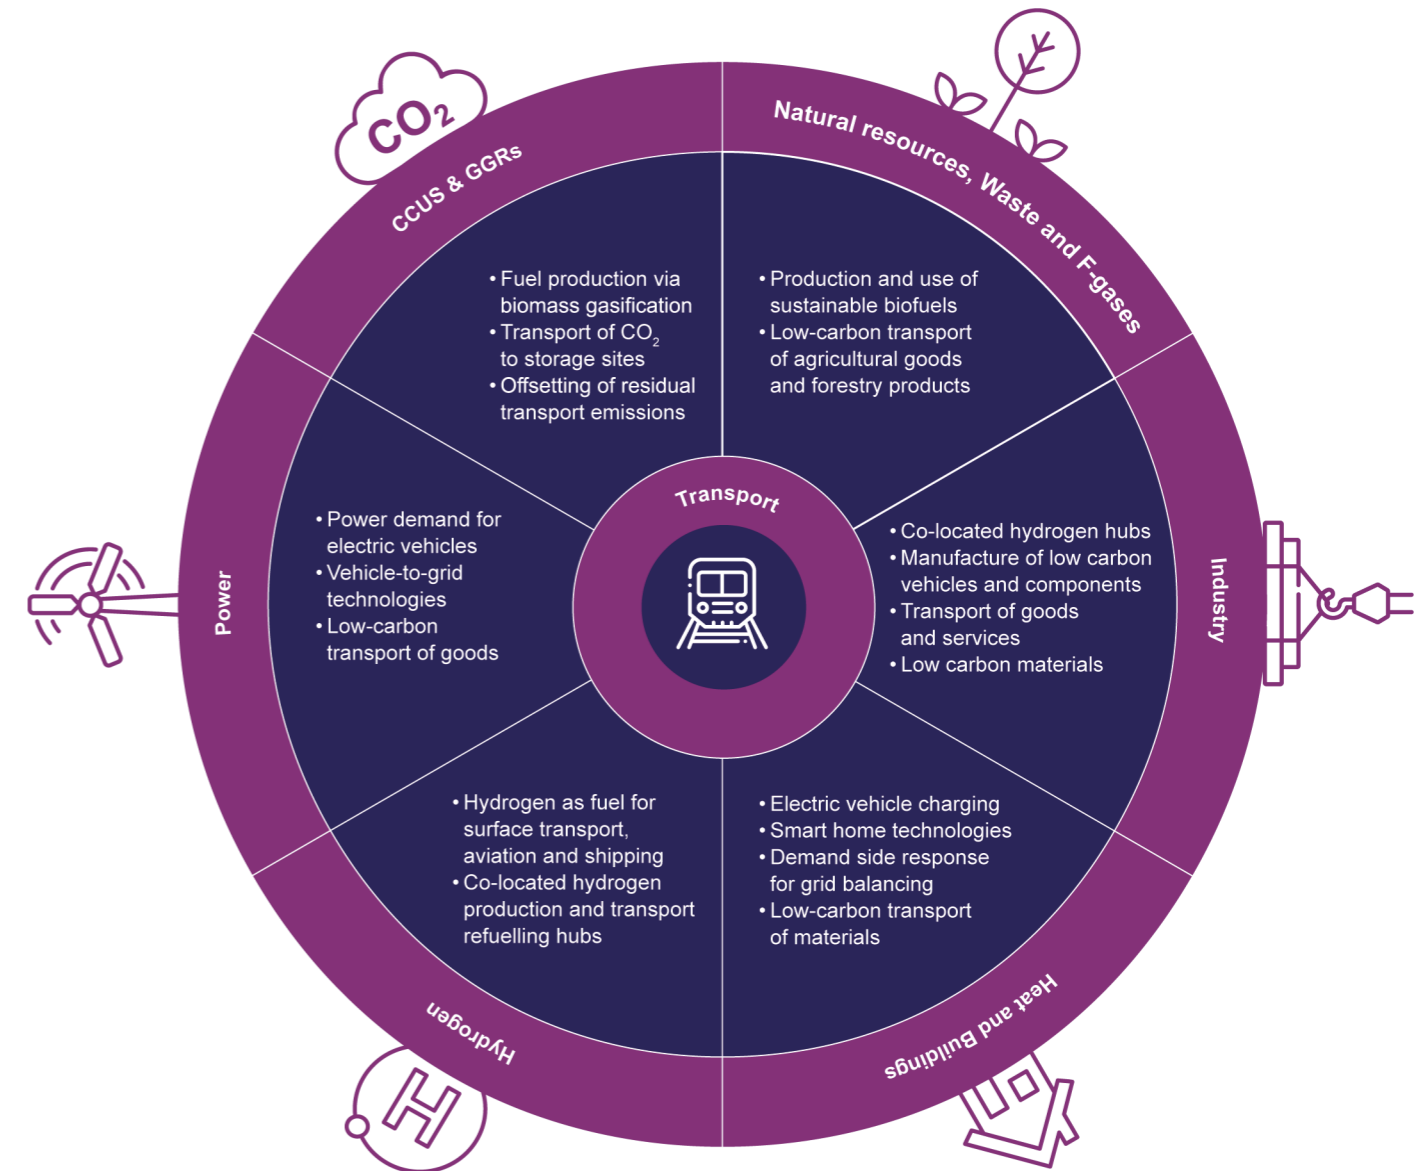 CO₂
CCUS & GGRs
• Fuel production via
biomass gasification
• Transport of CO₂
to storage sites
• Offsetting of residual
transport emissions
Natural resources, Waste and F-gases
• Production and use of
sustainable biofuels
• Low-carbon transport
of agricultural goods
and forestry products
Industry
• Co-located hydrogen hubs
• Manufacture of low carbon
vehicles and components
• Transport of goods
and services
• Low carbon materials
Heat and Buildings
• Electric vehicle charging
• Smart home technologies
• Demand side response
for grid balancing
• Low-carbon transport
of materials
Hydrogen
H
• Hydrogen as fuel for
surface transport,
aviation and shipping
• Co-located hydrogen
production and transport
refuelling hubs
Power
• Power demand for
electric vehicles
• Vehicle-to-grid
technologies
• Low-carbon
transport of goods
Transport